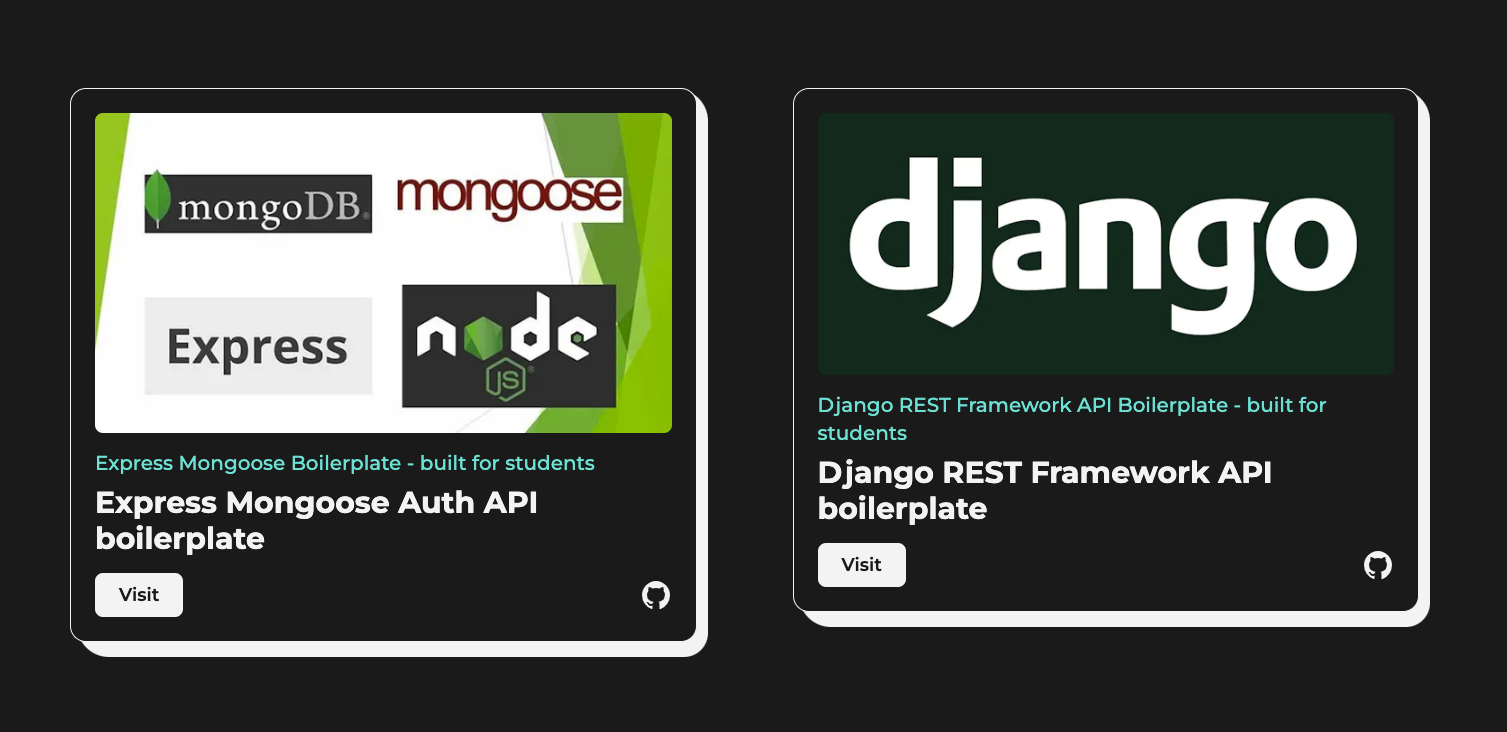 mongoDB®
mongoose
Express
node
JS®
Express Mongoose Boilerplate - built for students
Express Mongoose Auth API
boilerplate
Visit
django
Django REST Framework API Boilerplate - built for
students
Django REST Framework API
boilerplate
Visit